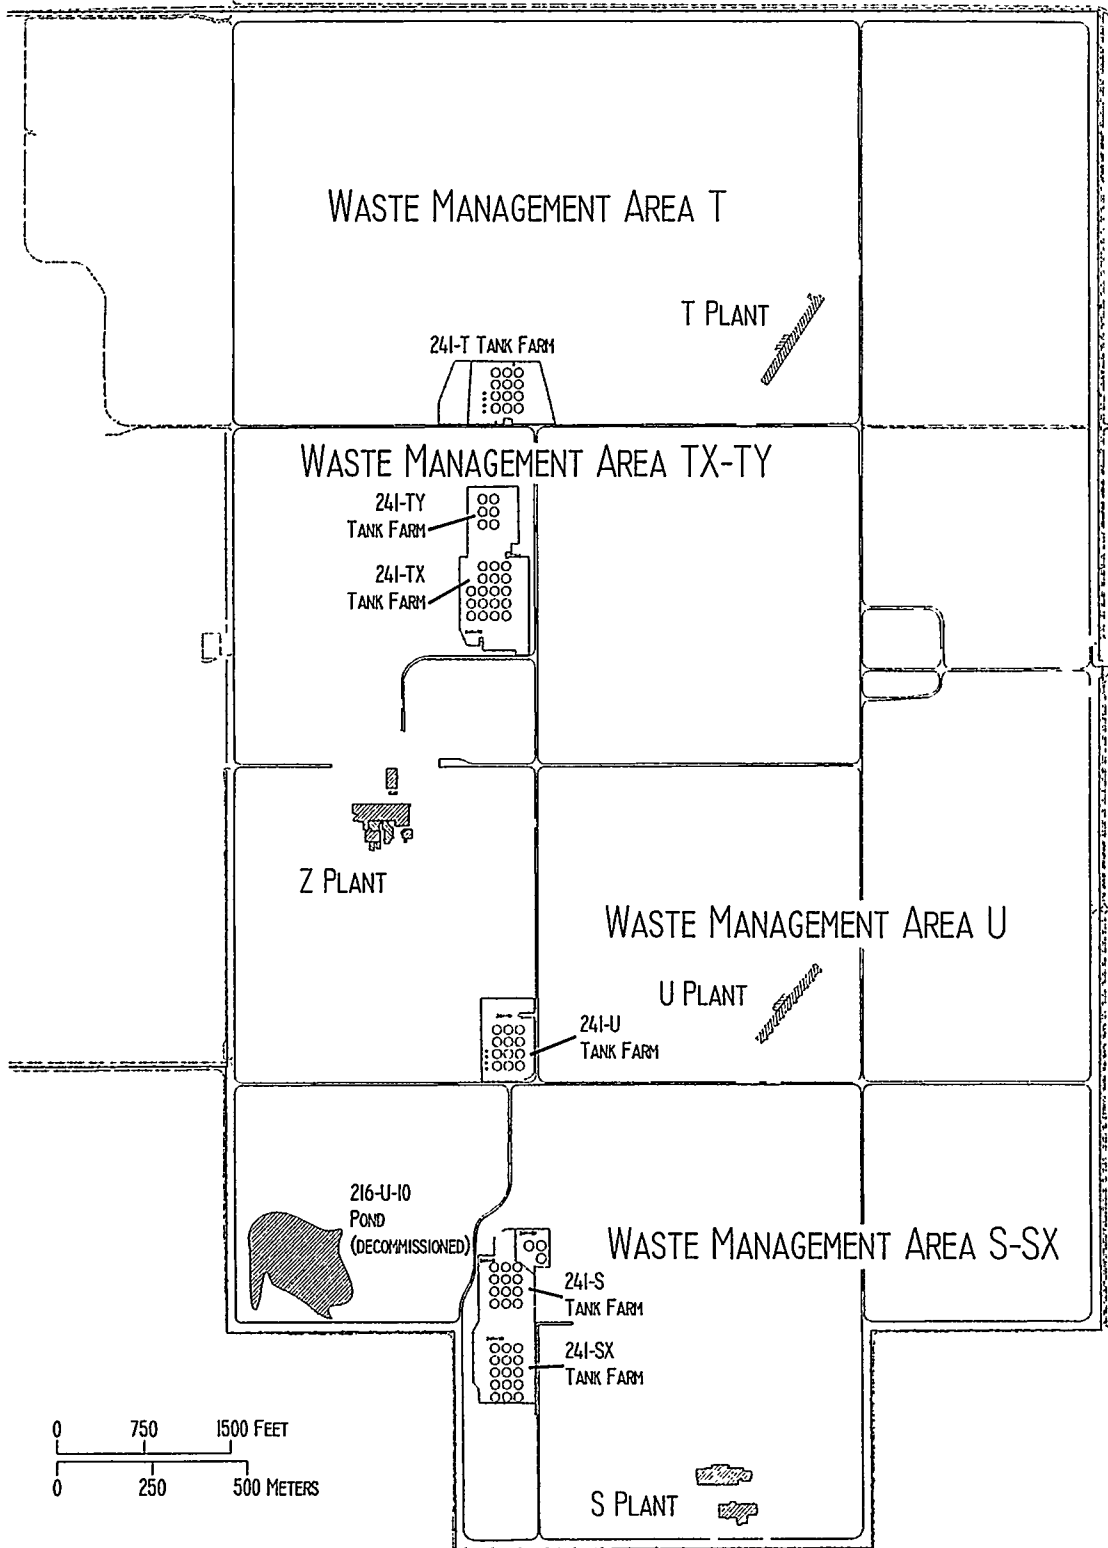 WASTE MANAGEMENT AREA T
T PLANT
241-T TANK FARM
WASTE MANAGEMENT AREA TX-TY
241-TY
TANK FARM
241-TX
TANK FARM
Z PLANT
WASTE MANAGEMENT AREA U
U PLANT
241-U
TANK FARM
216-U-10
POND
(DECOMMISSIONED)
WASTE MANAGEMENT AREA S-SX
241-S
TANK FARM
241-SX
TANK FARM
0 750 1500 FEET
0 250 500 METERS
S PLANT